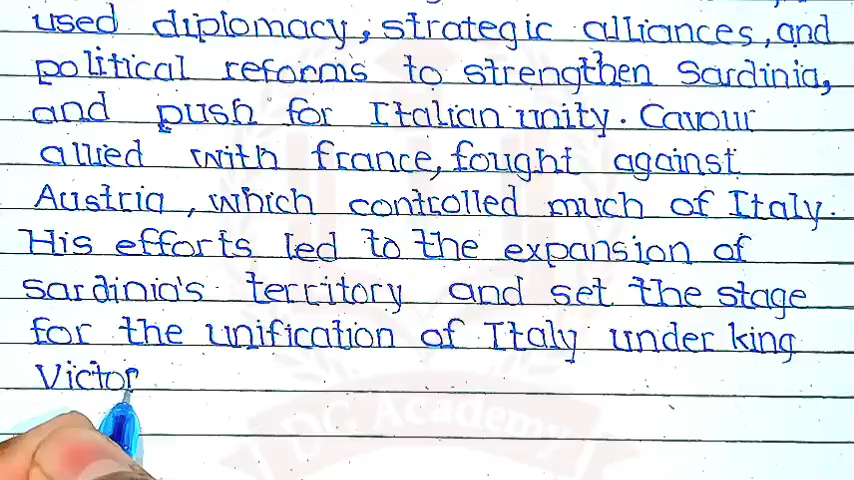 used diplomacy, strategic alliances, and
political reforms to strengthen Sardinia,
and push for Italian unity. Cavour
allied with france, fought against
Austria, which controlled much of Italy.
His efforts led to the expansion of
sardinia's territory and set the stage
for the unification of Italy under king
Victor
DC Academy